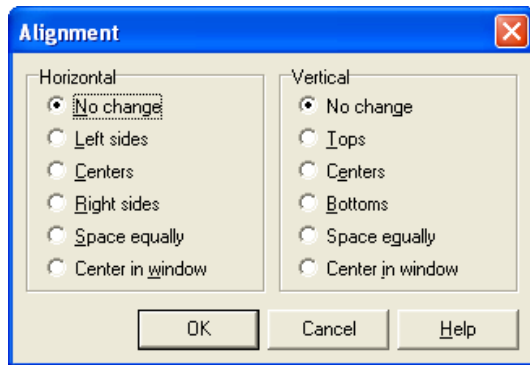 Alignment
Horizontal
No change
Left sides
Centers
Right sides
Space equally
Center in window
Vertical
No change
Tops
Centers
Bottoms
Space equally
Center in window
OK
Cancel
Help